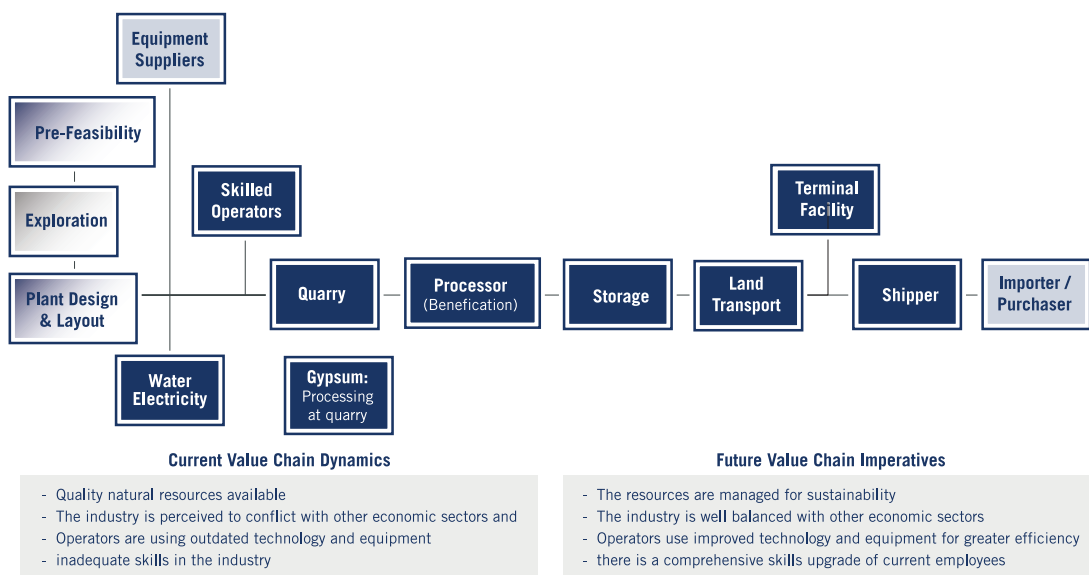 Equipment
Suppliers
Pre-Feasibility
Exploration
Plant Design
& Layout
Skilled
Operators
Water
Electricity
Quarry
Gypsum:
Processing
at quarry
Processor
(Benefication)
Storage
Land
Transport
Terminal
Facility
Shipper
Importer /
Purchaser
Current Value Chain Dynamics
- Quality natural resources available
- The industry is perceived to conflict with other economic sectors and
- Operators are using outdated technology and equipment
- inadequate skills in the industry
Future Value Chain Imperatives
- The resources are managed for sustainability
- The industry is well balanced with other economic sectors
- Operators use improved technology and equipment for greater efficiency
- there is a comprehensive skills upgrade of current employees